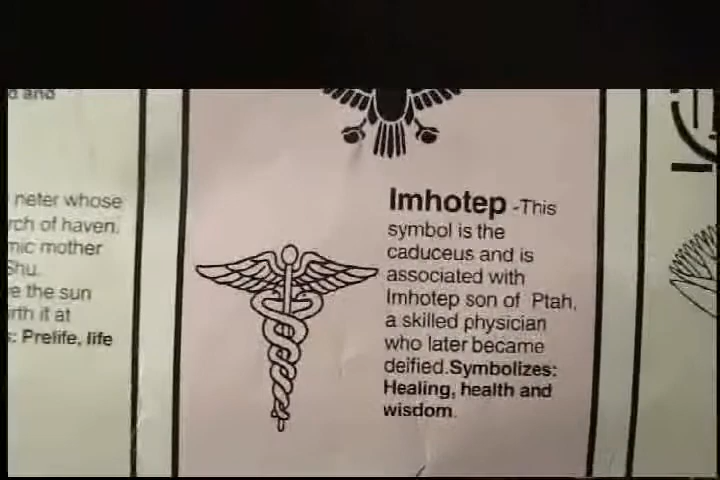 d and
neter whose
rch of haven.
mic mother
Shu.
e the sun
irth it at
: Prelife, life
Imhotep -This
symbol is the
caduceus and is
associated with
Imhotep son of Ptah,
a skilled physician
who later became
deified.Symbolizes:
Healing, health and
wisdom.